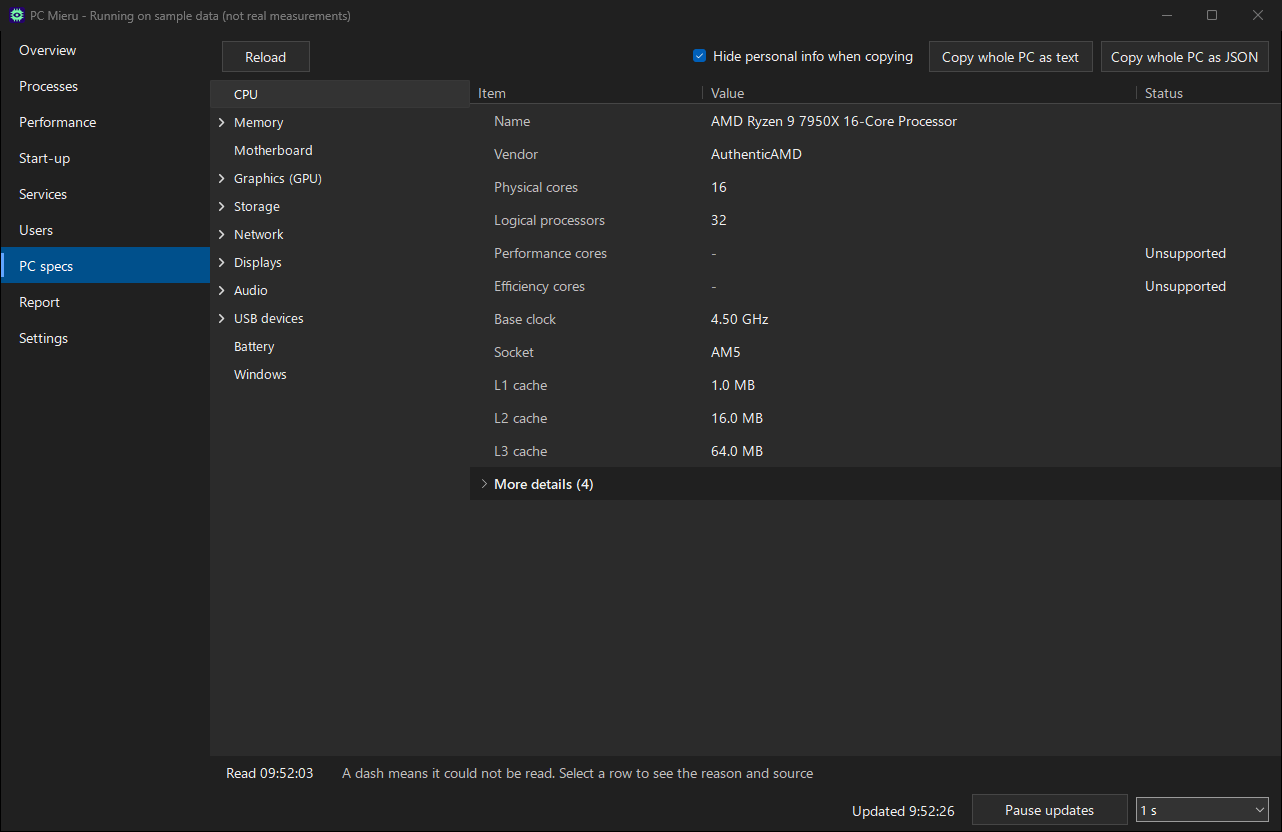 PC Mieru - Running on sample data (not real measurements)
Overview
Processes
Performance
Start-up
Services
Users
PC specs
Report
Settings
Reload
Hide personal info when copying
Copy whole PC as text
Copy whole PC as JSON
CPU
Memory
Motherboard
Graphics (GPU)
Storage
Network
Displays
Audio
USB devices
Battery
Windows
Item Value Status
Name AMD Ryzen 9 7950X 16-Core Processor
Vendor AuthenticAMD
Physical cores 16
Logical processors 32
Performance cores - Unsupported
Efficiency cores - Unsupported
Base clock 4.50 GHz
Socket AM5
L1 cache 1.0 MB
L2 cache 16.0 MB
L3 cache 64.0 MB
More details (4)
Read 09:52:03 A dash means it could not be read. Select a row to see the reason and source
Updated 9:52:26 Pause updates 1 s